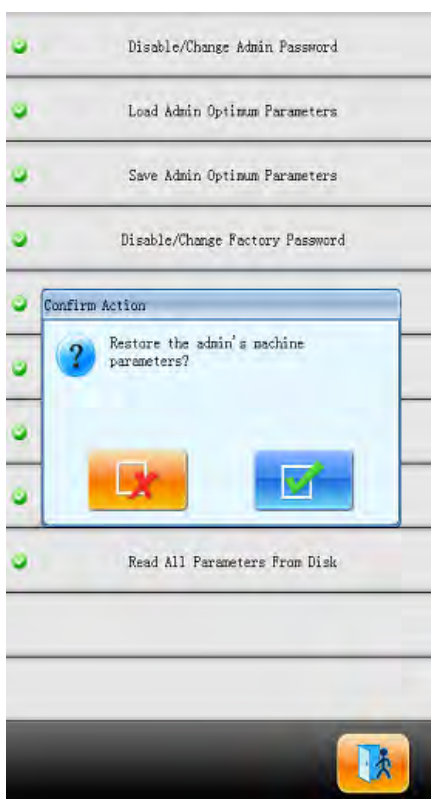 Disable/Change Admin Password
Load Admin Optimum Parameters
Save Admin Optimum Parameters
Disable/Change Factory Password
Confirm Action
?
Restore the admin's machine
parameters?
Read All Parameters From Disk